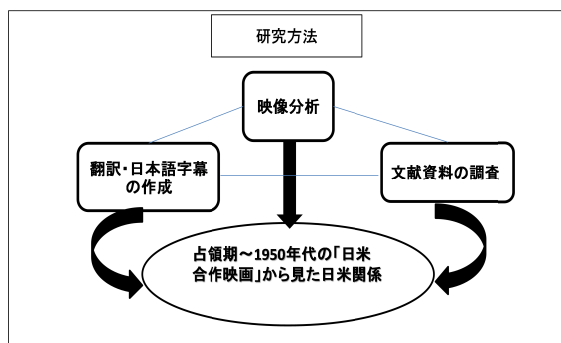 研究方法
映像分析
翻訳・日本語字幕
の作成
文献資料の調査
占領期～1950年代の「日米
合作映画」から見た日米関係